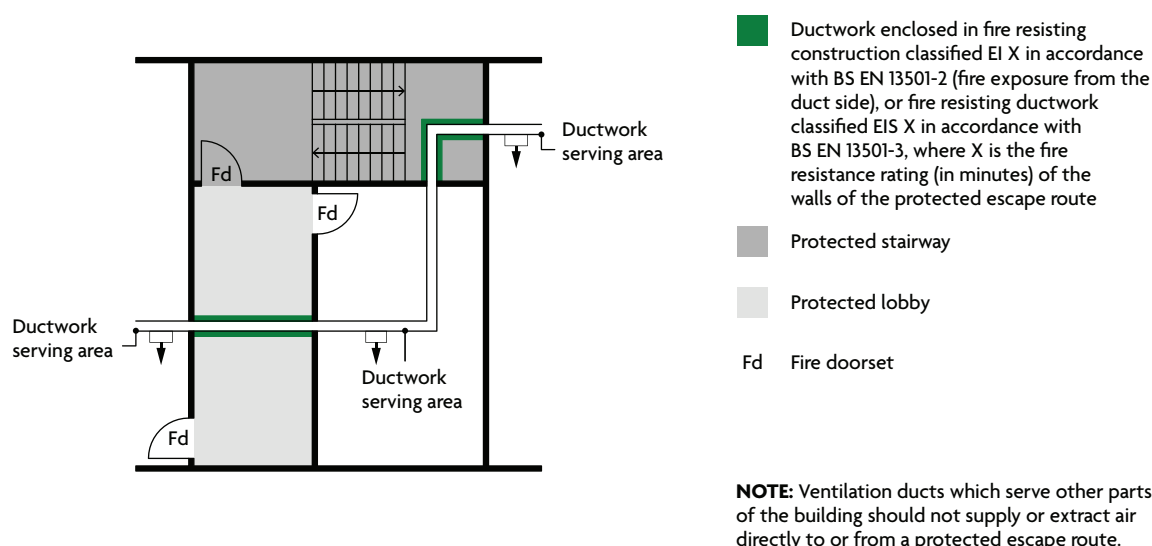 Fd
Fd
Ductwork
serving area
Ductwork
serving area
Ductwork
serving area
Fd
Ductwork enclosed in fire resisting
construction classified EI X in accordance
with BS EN 13501-2 (fire exposure from the
duct side), or fire resisting ductwork
classified EIS X in accordance with
BS EN 13501-3, where X is the fire
resistance rating (in minutes) of the
walls of the protected escape route
Protected stairway
Protected lobby
Fd Fire doorset
NOTE: Ventilation ducts which serve other parts
of the building should not supply or extract air
directly to or from a protected escape route.